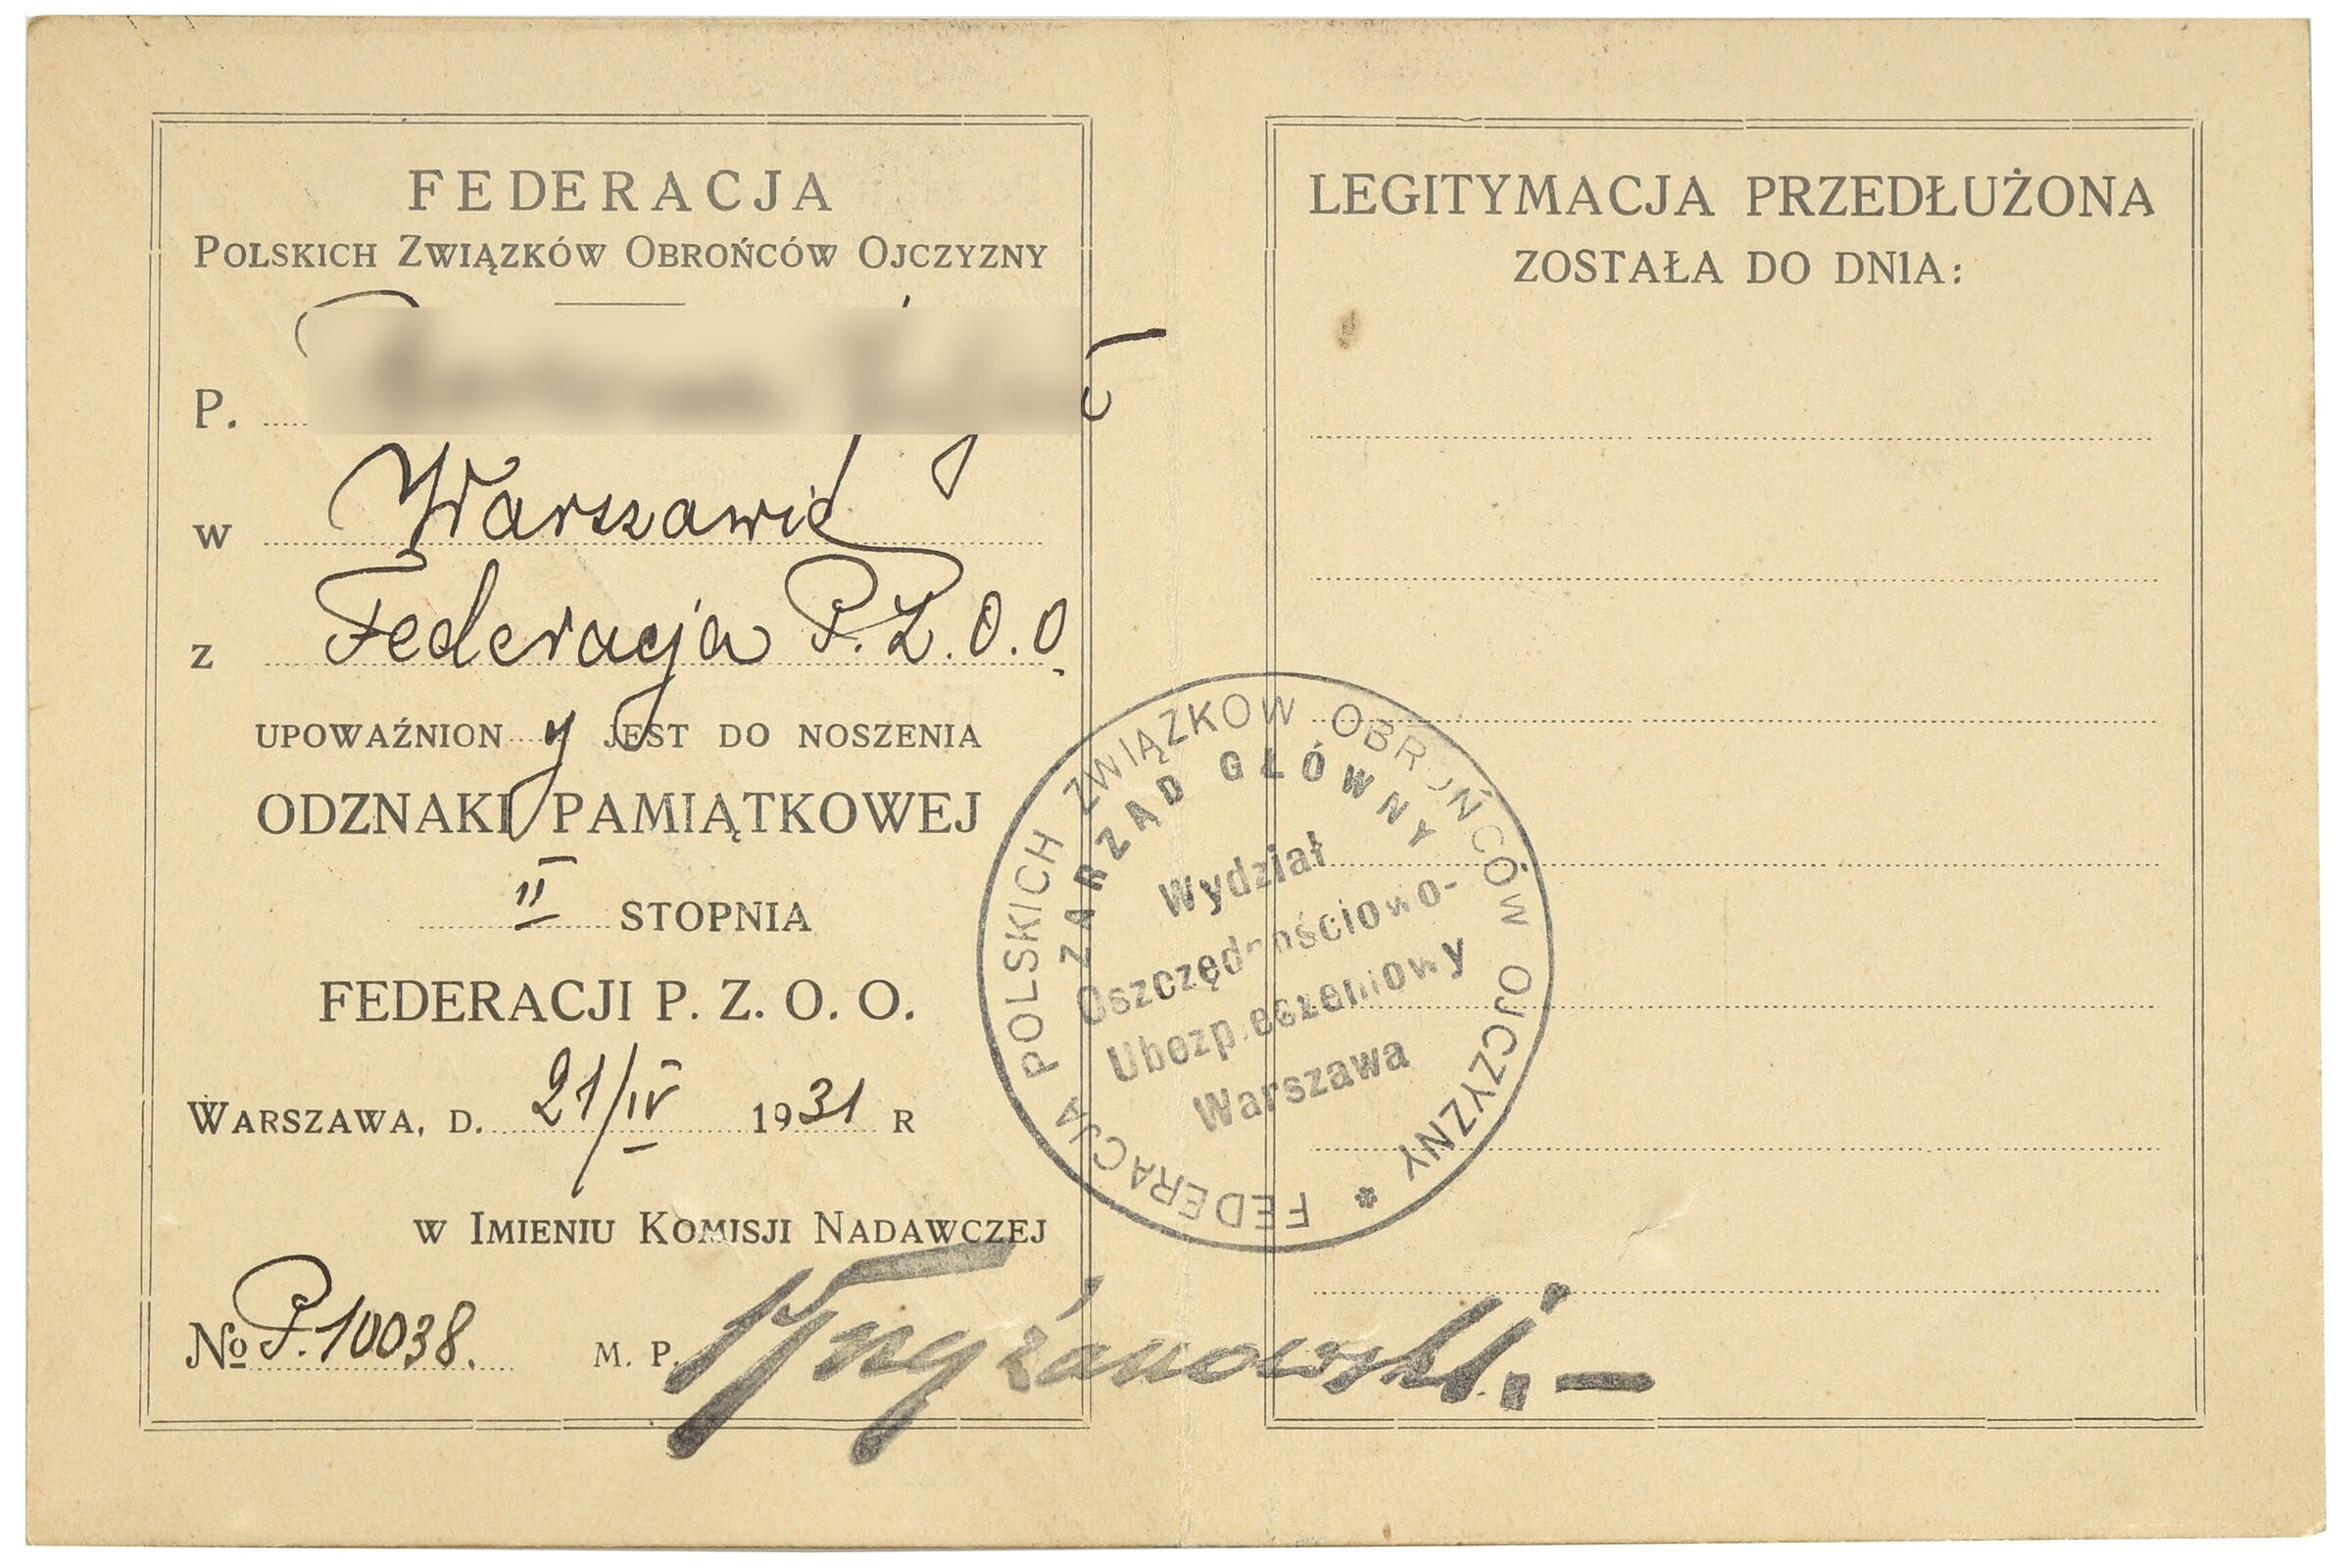 FEDERACJA
POLSKICH ZWIĄZKÓW OBROŃCÓW OJCZYZNY
P.
w Warszawie
z Federacja P.Z.O.O.
UPOWAŹNION y JEST DO NOSZENIA
ODZNAKI PAMIĄTKOWEJ
II STOPNIA
FEDERACJI P. Z. O. O.
WARSZAWA, D. 21/IV 1931 R
W IMIENIU KOMISJI NADAWCZEJ
No P.10038. M. P.
LEGITYMACJA PRZEDŁUŻONA
ZOSTAŁA DO DNIA:
FEDERACJA POLSKICH ZWIĄZKÓW OBROŃCÓW OJCZYZNY *
ZARZĄD GŁÓWNY
Wydział
Oszczędnościowo-
Ubezpieczeniowy
Warszawa